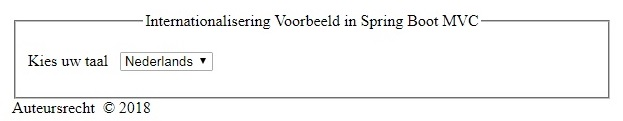 Internationalisering Voorbeeld in Spring Boot MVC
Kies uw taal Nederlands
Auteursrecht © 2018